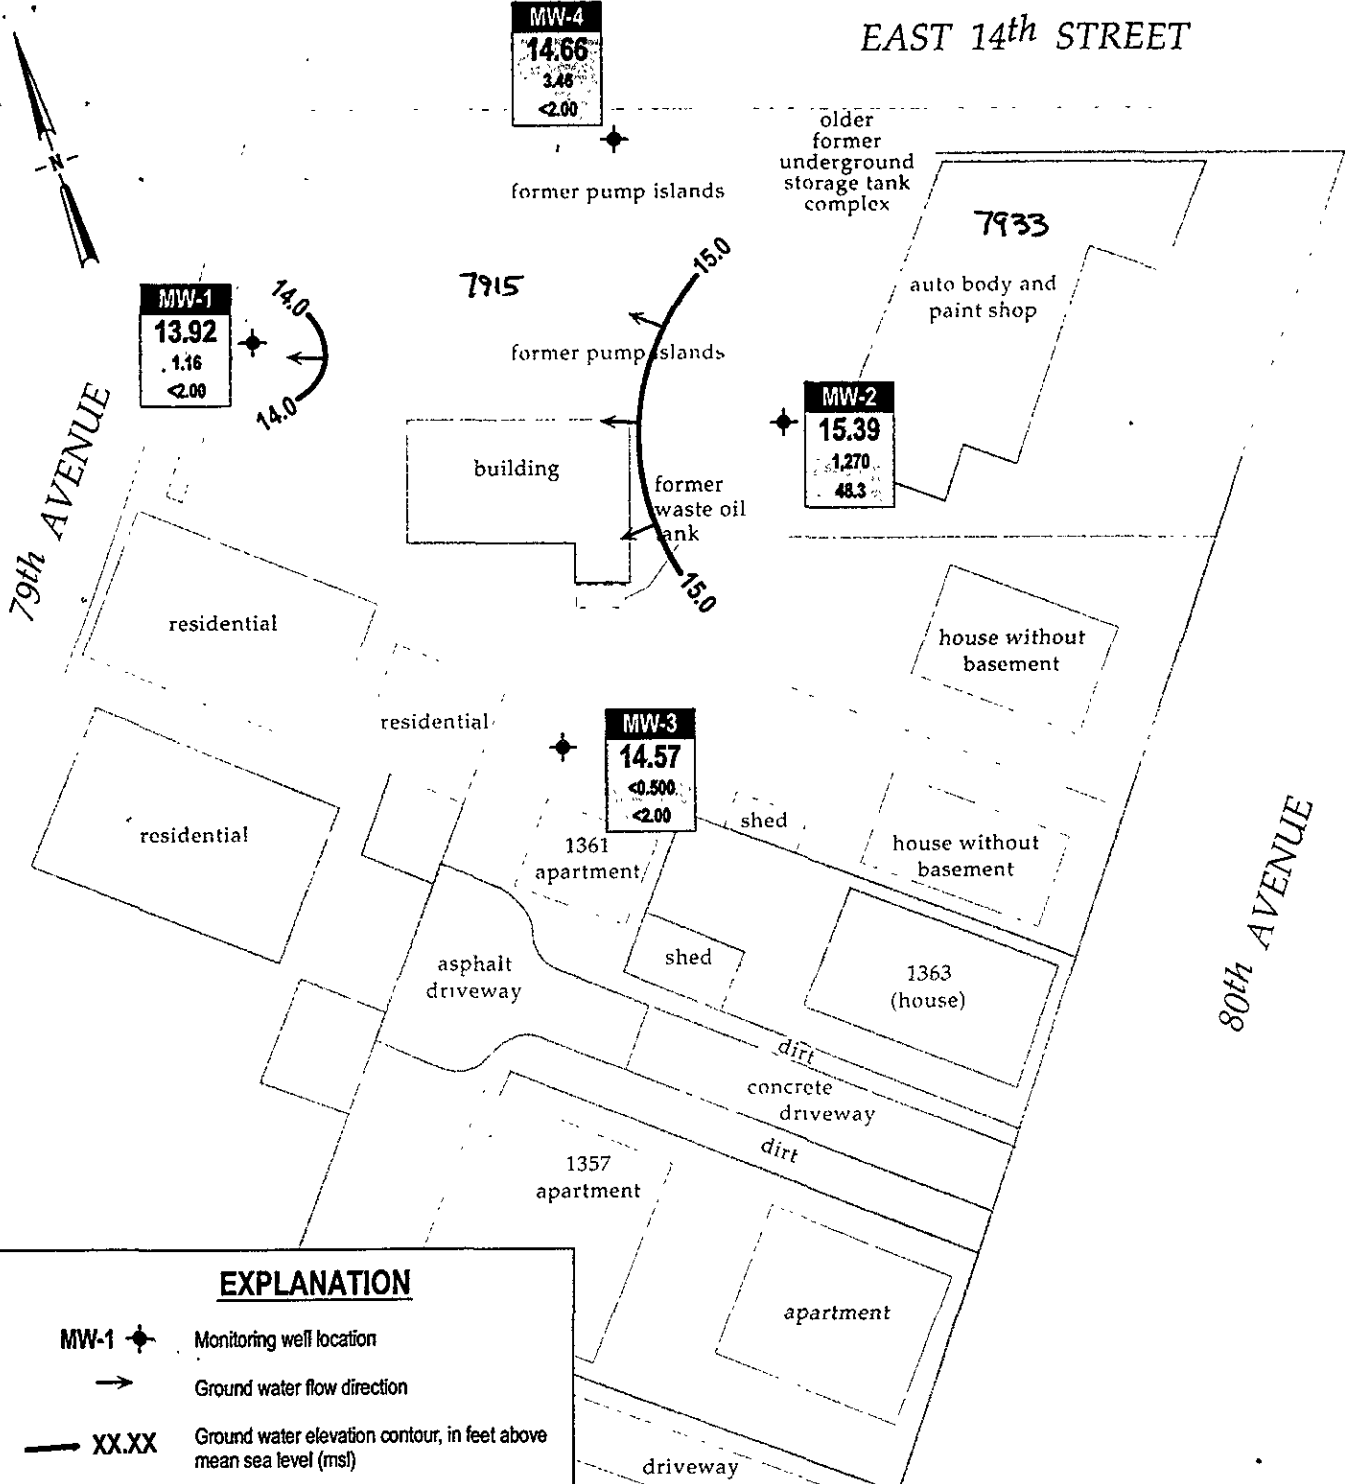 MW-4
14.66
3.46
<2.00
EAST 14th STREET
older
former
underground
storage tank
complex
former pump islands
7933
N
15.0
7915
auto body and
paint shop
MW-1
13.92
1.16
<2.00
14.0
14.0
former pump islands
MW-2
15.39
1,270
48.3
79th AVENUE
building
former
waste oil
tank
15.0
residential
house without
basement
residential
MW-3
14.57
<0.500
<2.00
residential
shed
1361
apartment
house without
basement
80th AVENUE
asphalt
driveway
shed
1363
(house)
dirt
concrete
driveway
dirt
1357
apartment
apartment
EXPLANATION
MW-1 Monitoring well location
Ground water flow direction
XX.XX Ground water elevation contour, in feet above
mean sea level (msl)
driveway